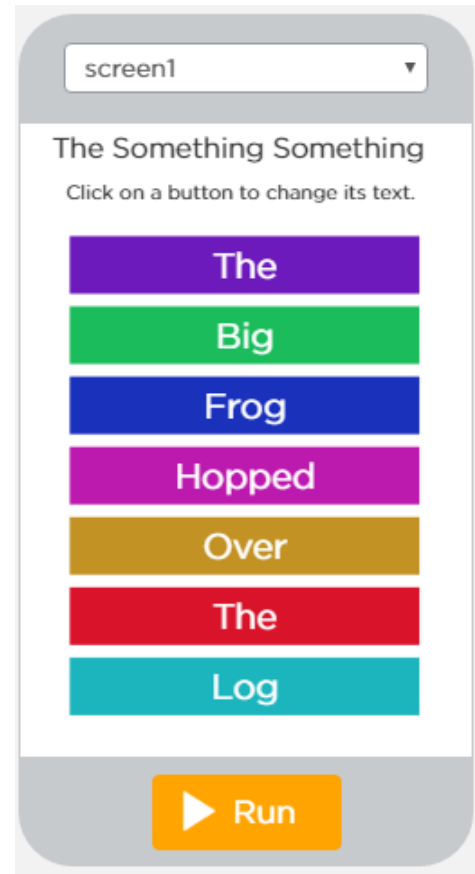 screen1
The Something Something
Click on a button to change its text.
The
Big
Frog
Hopped
Over
The
Log
Run